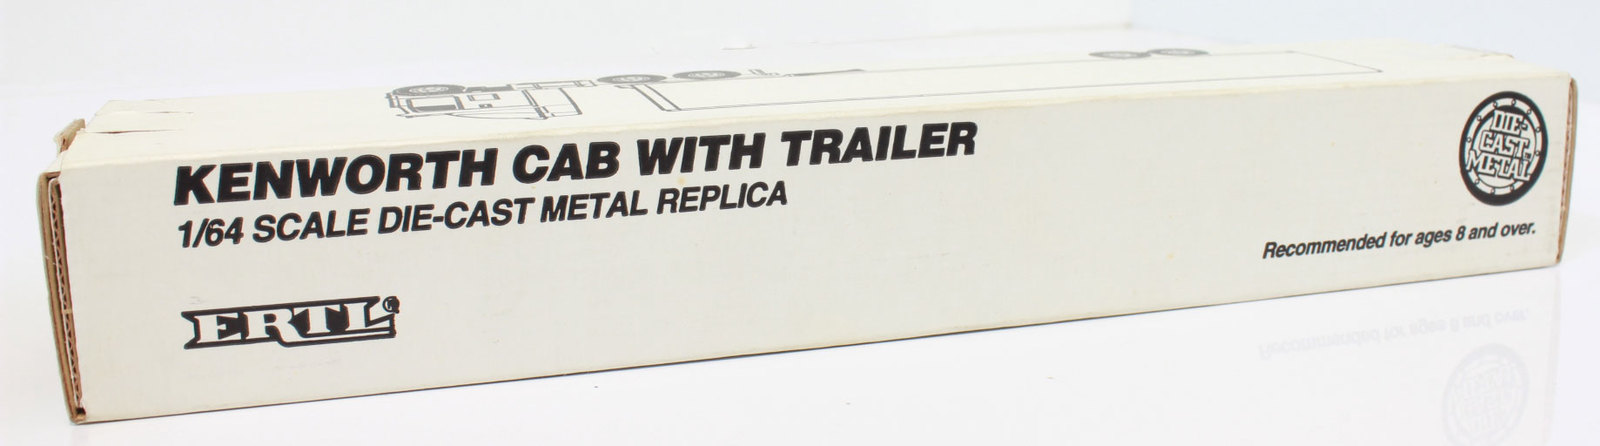 KENWORTH CAB WITH TRAILER
1/64 SCALE DIE-CAST METAL REPLICA
ERTL®
DIE-
CAST
METAL
Recommended for ages 8 and over.